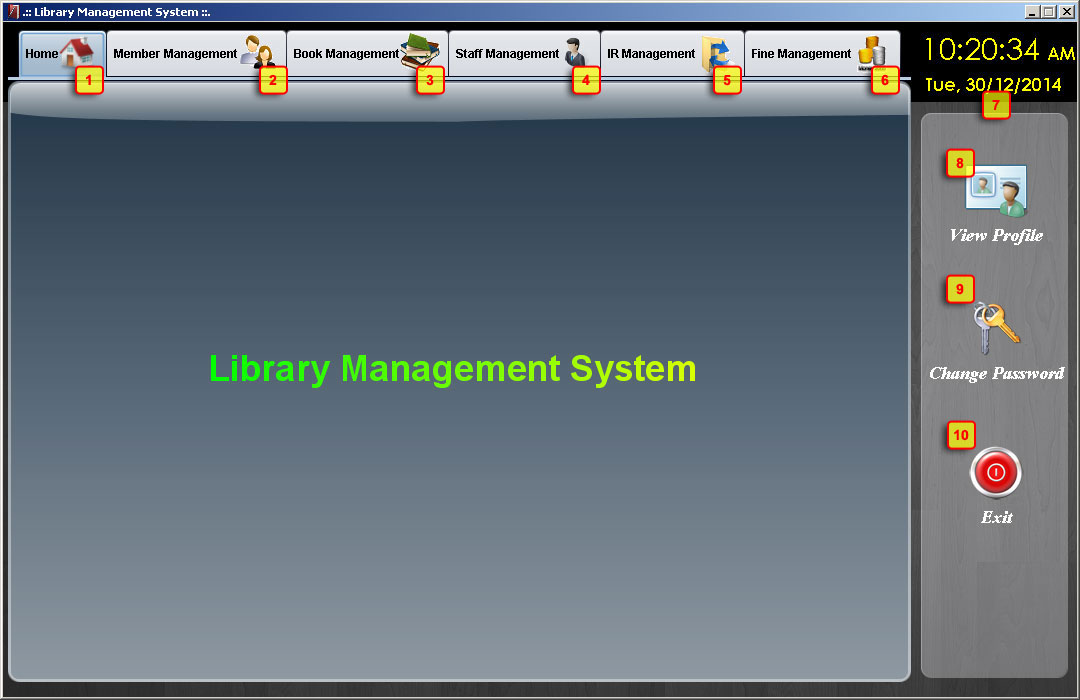 .:: Library Management System ::.
Home
Member Management
Book Management
Staff Management
IR Management
Fine Management
10:20:34 AM
Tue, 30/12/2014
1
2
3
4
5
6
7
8
View Profile
9
Change Password
10
Exit
Library Management System